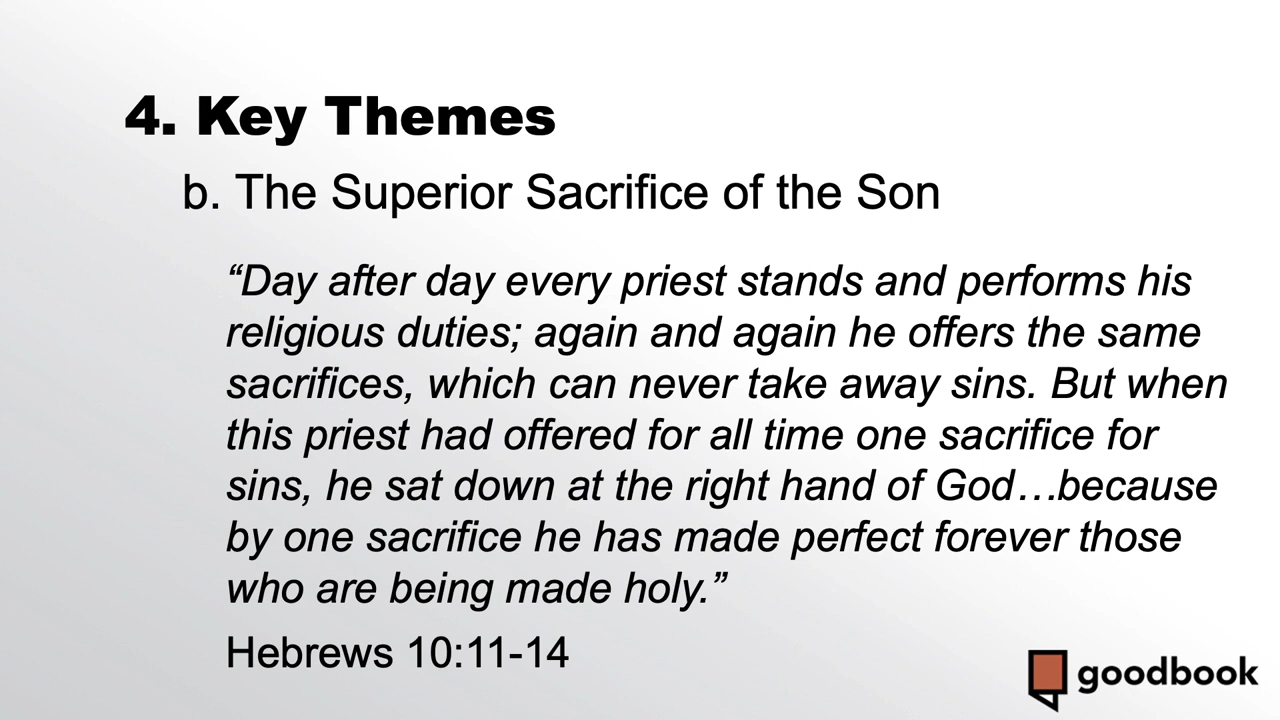 4. Key Themes
b. The Superior Sacrifice of the Son
“Day after day every priest stands and performs his
religious duties; again and again he offers the same
sacrifices, which can never take away sins. But when
this priest had offered for all time one sacrifice for
sins, he sat down at the right hand of God…because
by one sacrifice he has made perfect forever those
who are being made holy.”
Hebrews 10:11-14
goodbook